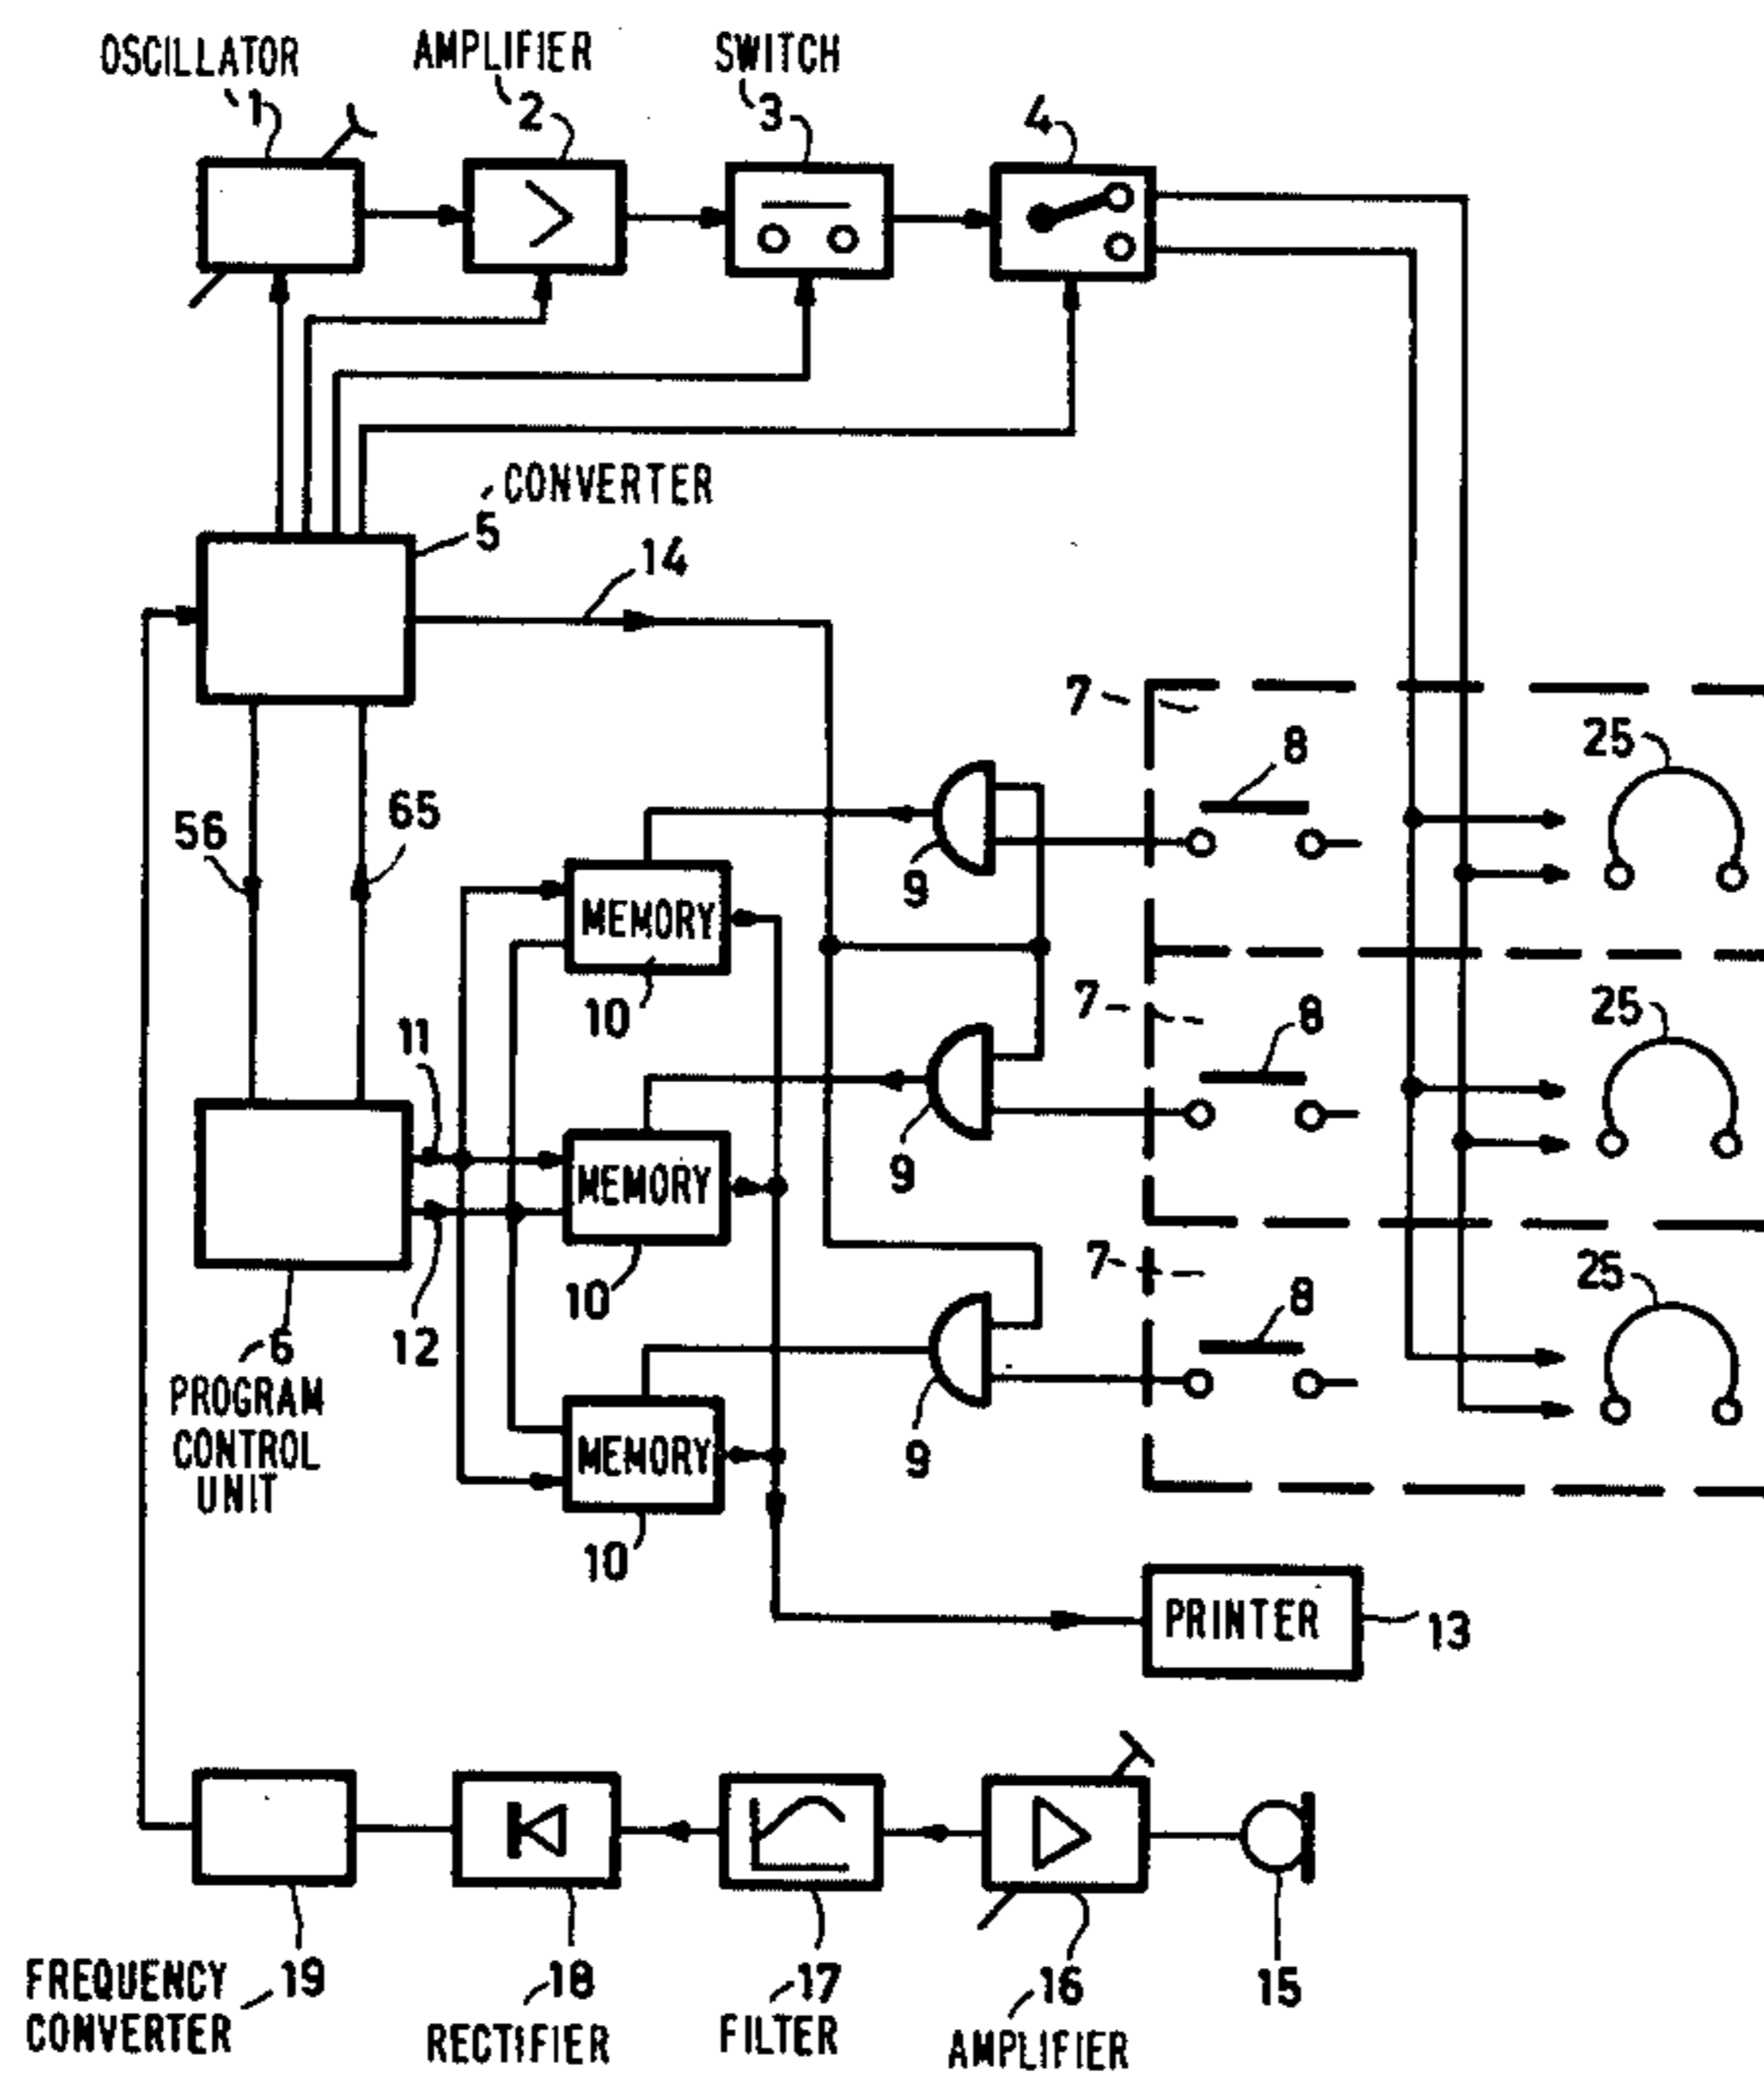 OSCILLATOR
AMPLIFIER
SWITCH
1
2
3
4
CONVERTER
5
14
7
25
8
56
65
9
MEMORY
10
7
25
8
11
9
MEMORY
10
7
25
8
12
6
PROGRAM
CONTROL
UNIT
9
MEMORY
10
PRINTER
13
FREQUENCY
CONVERTER
19
18
RECTIFIER
17
FILTER
16
AMPLIFIER
15